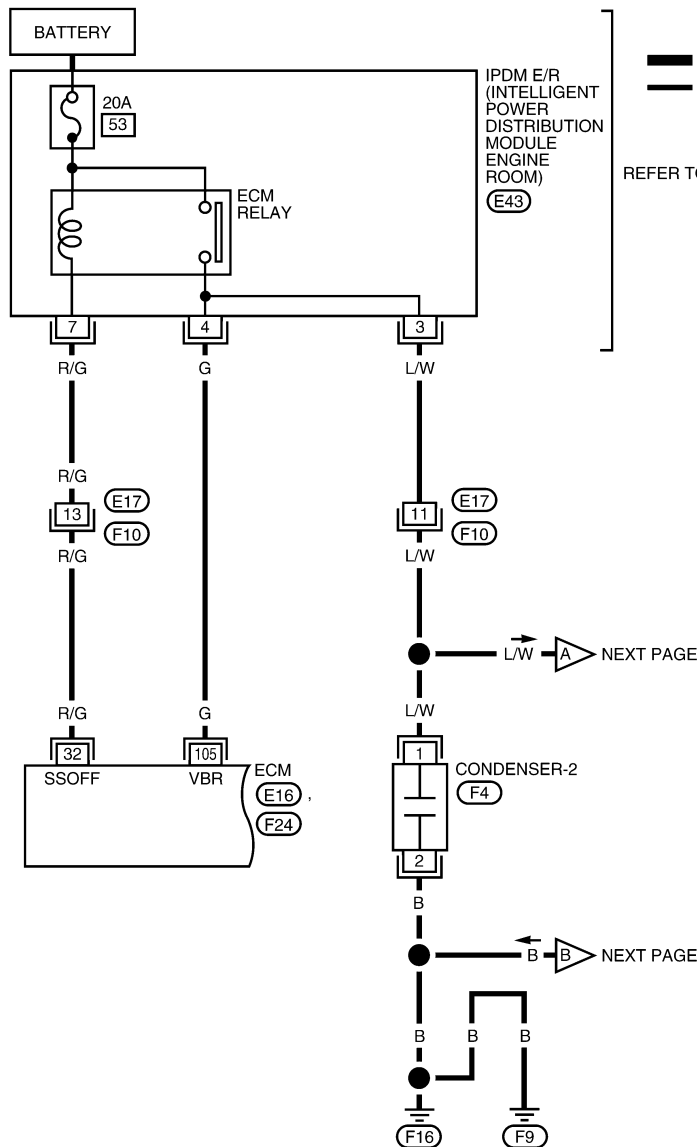 BATTERY
20A
53
IPDM E/R
(INTELLIGENT
POWER
DISTRIBUTION
MODULE
ENGINE
ROOM)
E43
REFER TO
ECM
RELAY
7
4
3
R/G
G
L/W
R/G
13
E17
F10
11
E17
F10
R/G
L/W
L/W
A
NEXT PAGE
R/G
G
L/W
32
105
1
SSOFF
VBR
ECM
E16 ,
F24
CONDENSER-2
F4
2
B
B
B
NEXT PAGE
B
B
B
F16
F9